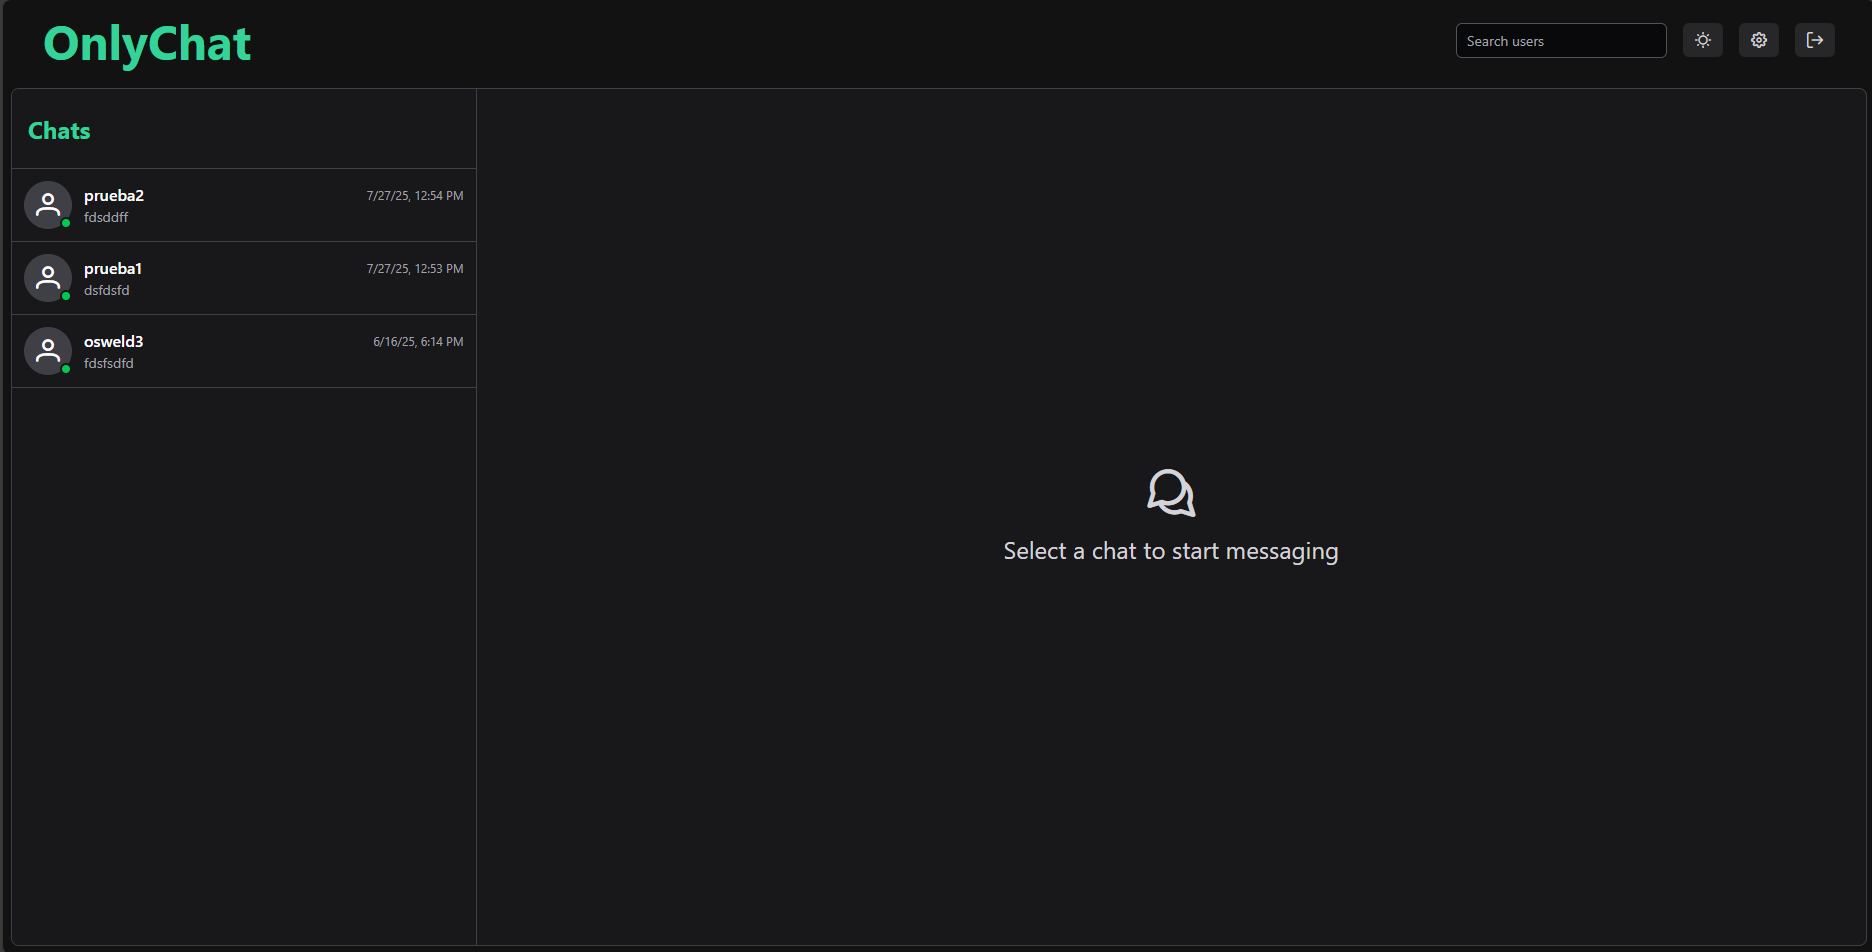 OnlyChat
Search users
Chats
prueba2
7/27/25, 12:54 PM
fdsddff
prueba1
7/27/25, 12:53 PM
dsfdsfd
osweld3
6/16/25, 6:14 PM
fdsfsdfd
Select a chat to start messaging